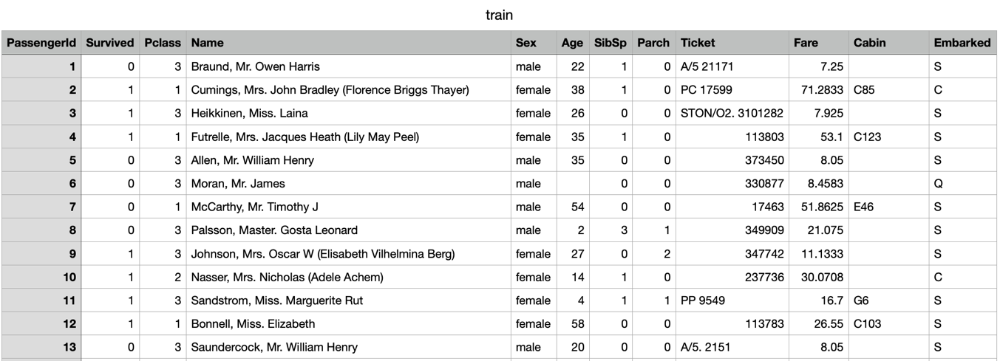 train
PassengerId Survived Pclass Name Sex Age SibSp Parch Ticket Fare Cabin Embarked
1 0 3 Braund, Mr. Owen Harris male 22 1 0 A/5 21171 7.25 S
2 1 1 Cumings, Mrs. John Bradley (Florence Briggs Thayer) female 38 1 0 PC 17599 71.2833 C85 C
3 1 3 Heikkinen, Miss. Laina female 26 0 0 STON/O2. 3101282 7.925 S
4 1 1 Futrelle, Mrs. Jacques Heath (Lily May Peel) female 35 1 0 113803 53.1 C123 S
5 0 3 Allen, Mr. William Henry male 35 0 0 373450 8.05 S
6 0 3 Moran, Mr. James male 0 0 330877 8.4583 Q
7 0 1 McCarthy, Mr. Timothy J male 54 0 0 17463 51.8625 E46 S
8 0 3 Palsson, Master. Gosta Leonard male 2 3 1 349909 21.075 S
9 1 3 Johnson, Mrs. Oscar W (Elisabeth Vilhelmina Berg) female 27 0 2 347742 11.1333 S
10 1 2 Nasser, Mrs. Nicholas (Adele Achem) female 14 1 0 237736 30.0708 C
11 1 3 Sandstrom, Miss. Marguerite Rut female 4 1 1 PP 9549 16.7 G6 S
12 1 1 Bonnell, Miss. Elizabeth female 58 0 0 113783 26.55 C103 S
13 0 3 Saundercock, Mr. William Henry male 20 0 0 A/5. 2151 8.05 S